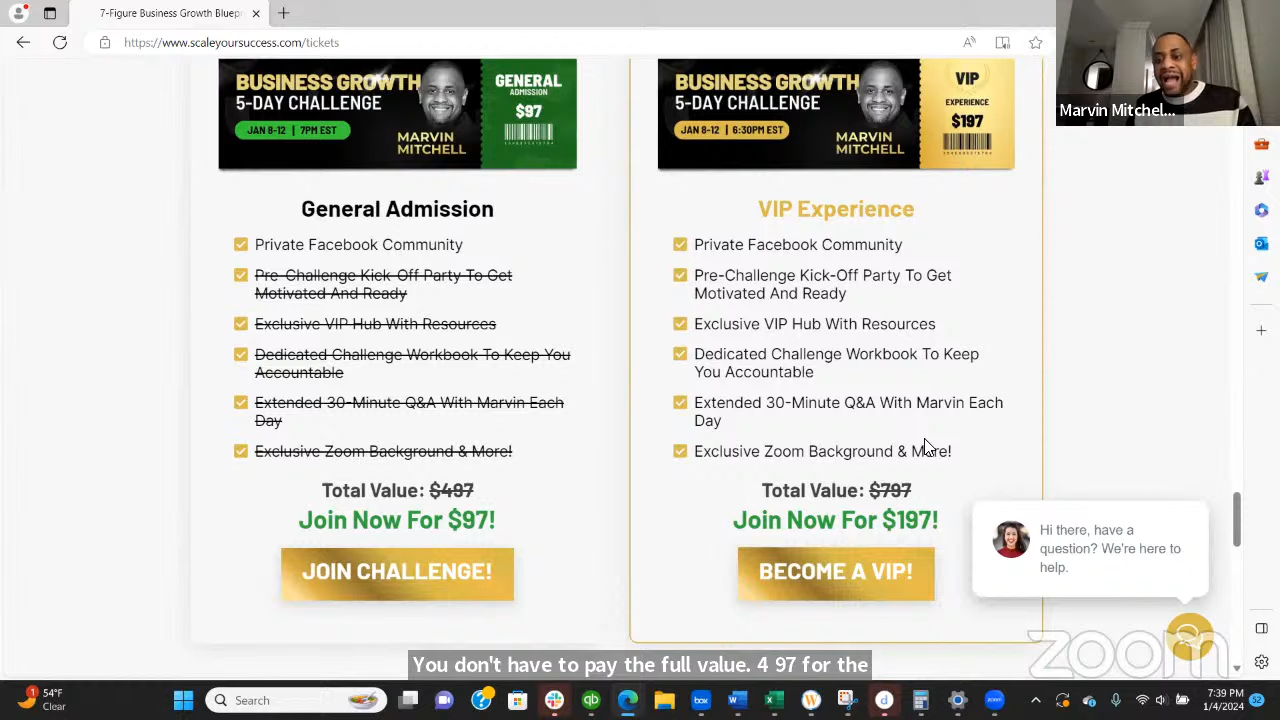 7-Figure Business Growth Bluepr
https://www.scaleyoursuccess.com/tickets
Marvin Mitchel...
BUSINESS GROWTH
5-DAY CHALLENGE
JAN 8-12 | 7PM EST
MARVIN
MITCHELL
GENERAL
ADMISSION
$97
BUSINESS GROWTH
5-DAY CHALLENGE
JAN 8-12 | 6:30PM EST
MARVIN
MITCHELL
VIP
EXPERIENCE
$197
General Admission
Private Facebook Community
Pre-Challenge Kick-Off Party To Get
Motivated And Ready
Exclusive VIP Hub With Resources
Dedicated Challenge Workbook To Keep You
Accountable
Extended 30-Minute Q&A With Marvin Each
Day
Exclusive Zoom Background & More!
Total Value: $497
Join Now For $97!
JOIN CHALLENGE!
VIP Experience
Private Facebook Community
Pre-Challenge Kick-Off Party To Get
Motivated And Ready
Exclusive VIP Hub With Resources
Dedicated Challenge Workbook To Keep
You Accountable
Extended 30-Minute Q&A With Marvin Each
Day
Exclusive Zoom Background & More!
Total Value: $797
Join Now For $197!
BECOME A VIP!
Hi there, have a
question? We're here to
help.
You don't have to pay the full value. 4 97 for the
zoom
1
54°F
Clear
Search
7:39 PM
1/4/2024
52